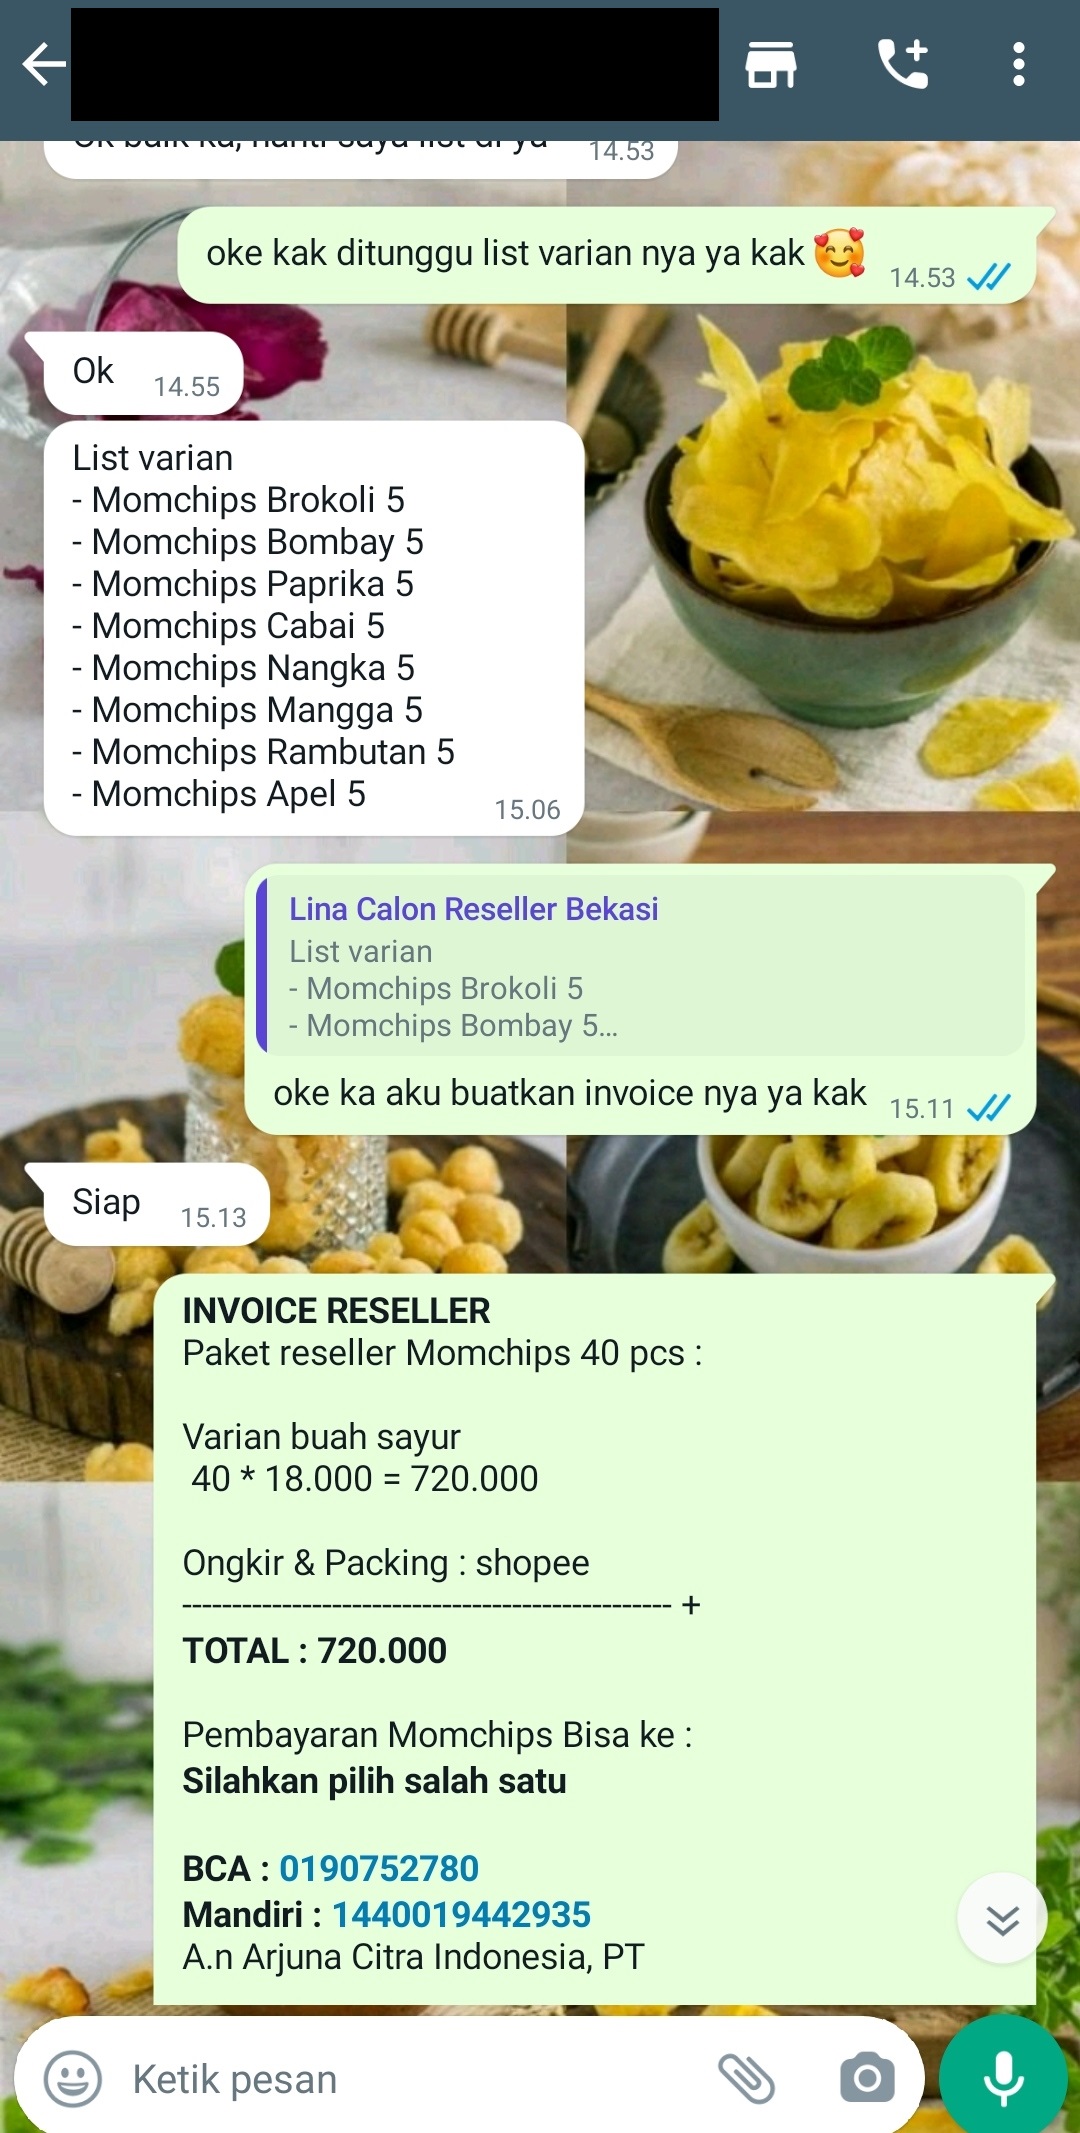 14.53
oke kak ditunggu list varian nya ya kak 🥰
14.53
Ok
14.55
List varian
- Momchips Brokoli 5
- Momchips Bombay 5
- Momchips Paprika 5
- Momchips Cabai 5
- Momchips Nangka 5
- Momchips Mangga 5
- Momchips Rambutan 5
- Momchips Apel 5
15.06
Lina Calon Reseller Bekasi
List varian
- Momchips Brokoli 5
- Momchips Bombay 5...
oke ka aku buatkan invoice nya ya kak
15.11
Siap
15.13
INVOICE RESELLER
Paket reseller Momchips 40 pcs :
Varian buah sayur
40 * 18.000 = 720.000
Ongkir & Packing : shopee
------------------------------------------------- +
TOTAL : 720.000
Pembayaran Momchips Bisa ke :
Silahkan pilih salah satu
BCA : 0190752780
Mandiri : 1440019442935
A.n Arjuna Citra Indonesia, PT
Ketik pesan